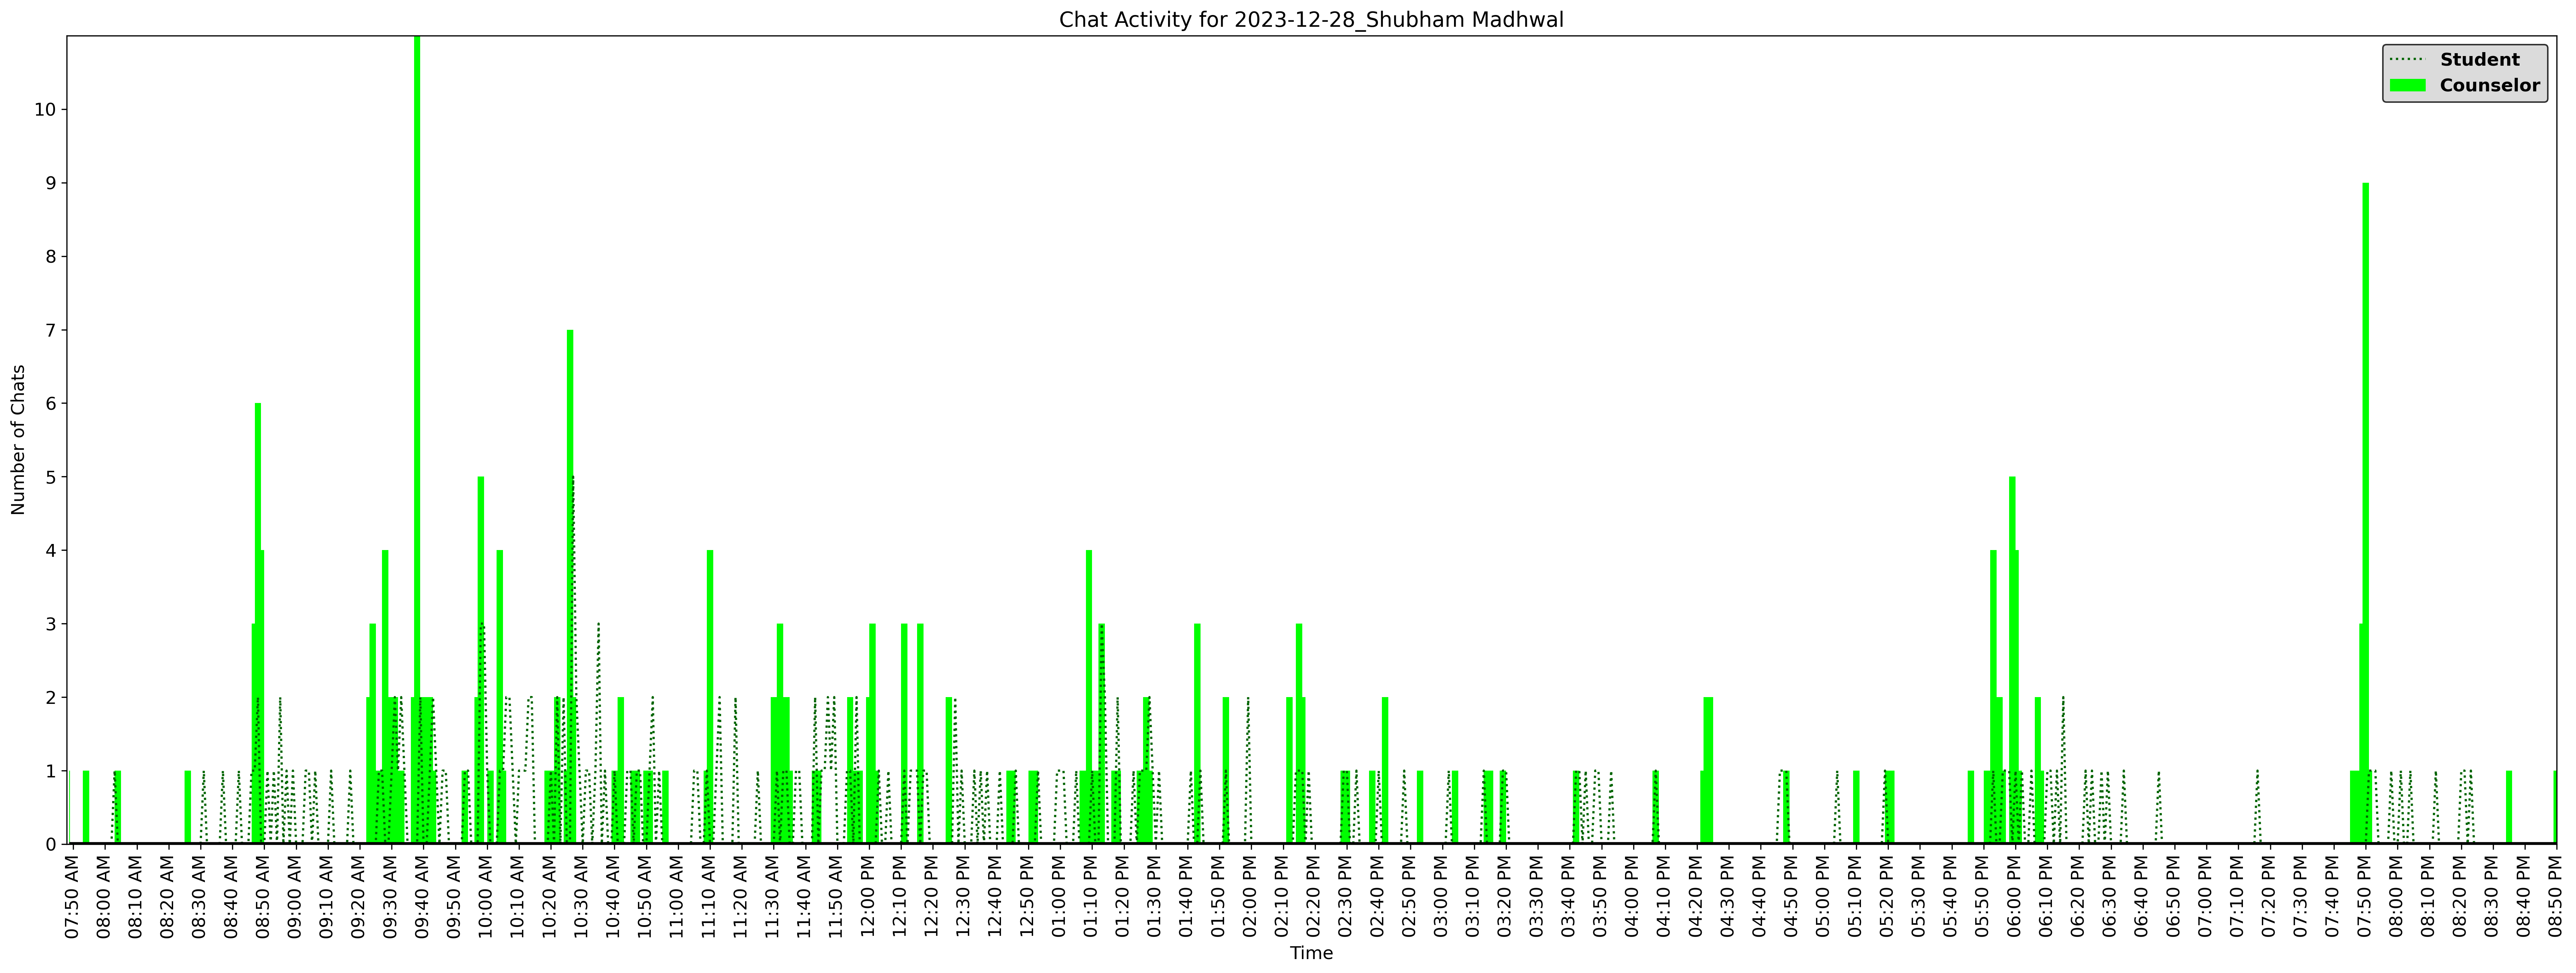 Chat Activity for 2023-12-28_Shubham Madhwal
Student
Counselor
Number of Chats
10
9
8
7
6
5
4
3
2
1
0
07:50 AM
08:00 AM
08:10 AM
08:20 AM
08:30 AM
08:40 AM
08:50 AM
09:00 AM
09:10 AM
09:20 AM
09:30 AM
09:40 AM
09:50 AM
10:00 AM
10:10 AM
10:20 AM
10:30 AM
10:40 AM
10:50 AM
11:00 AM
11:10 AM
11:20 AM
11:30 AM
11:40 AM
11:50 AM
12:00 PM
12:10 PM
12:20 PM
12:30 PM
12:40 PM
12:50 PM
01:00 PM
01:10 PM
01:20 PM
01:30 PM
01:40 PM
01:50 PM
02:00 PM
02:10 PM
02:20 PM
02:30 PM
02:40 PM
02:50 PM
03:00 PM
03:10 PM
03:20 PM
03:30 PM
03:40 PM
03:50 PM
04:00 PM
04:10 PM
04:20 PM
04:30 PM
04:40 PM
04:50 PM
05:00 PM
05:10 PM
05:20 PM
05:30 PM
05:40 PM
05:50 PM
06:00 PM
06:10 PM
06:20 PM
06:30 PM
06:40 PM
06:50 PM
07:00 PM
07:10 PM
07:20 PM
07:30 PM
07:40 PM
07:50 PM
08:00 PM
08:10 PM
08:20 PM
08:30 PM
08:40 PM
08:50 PM
Time